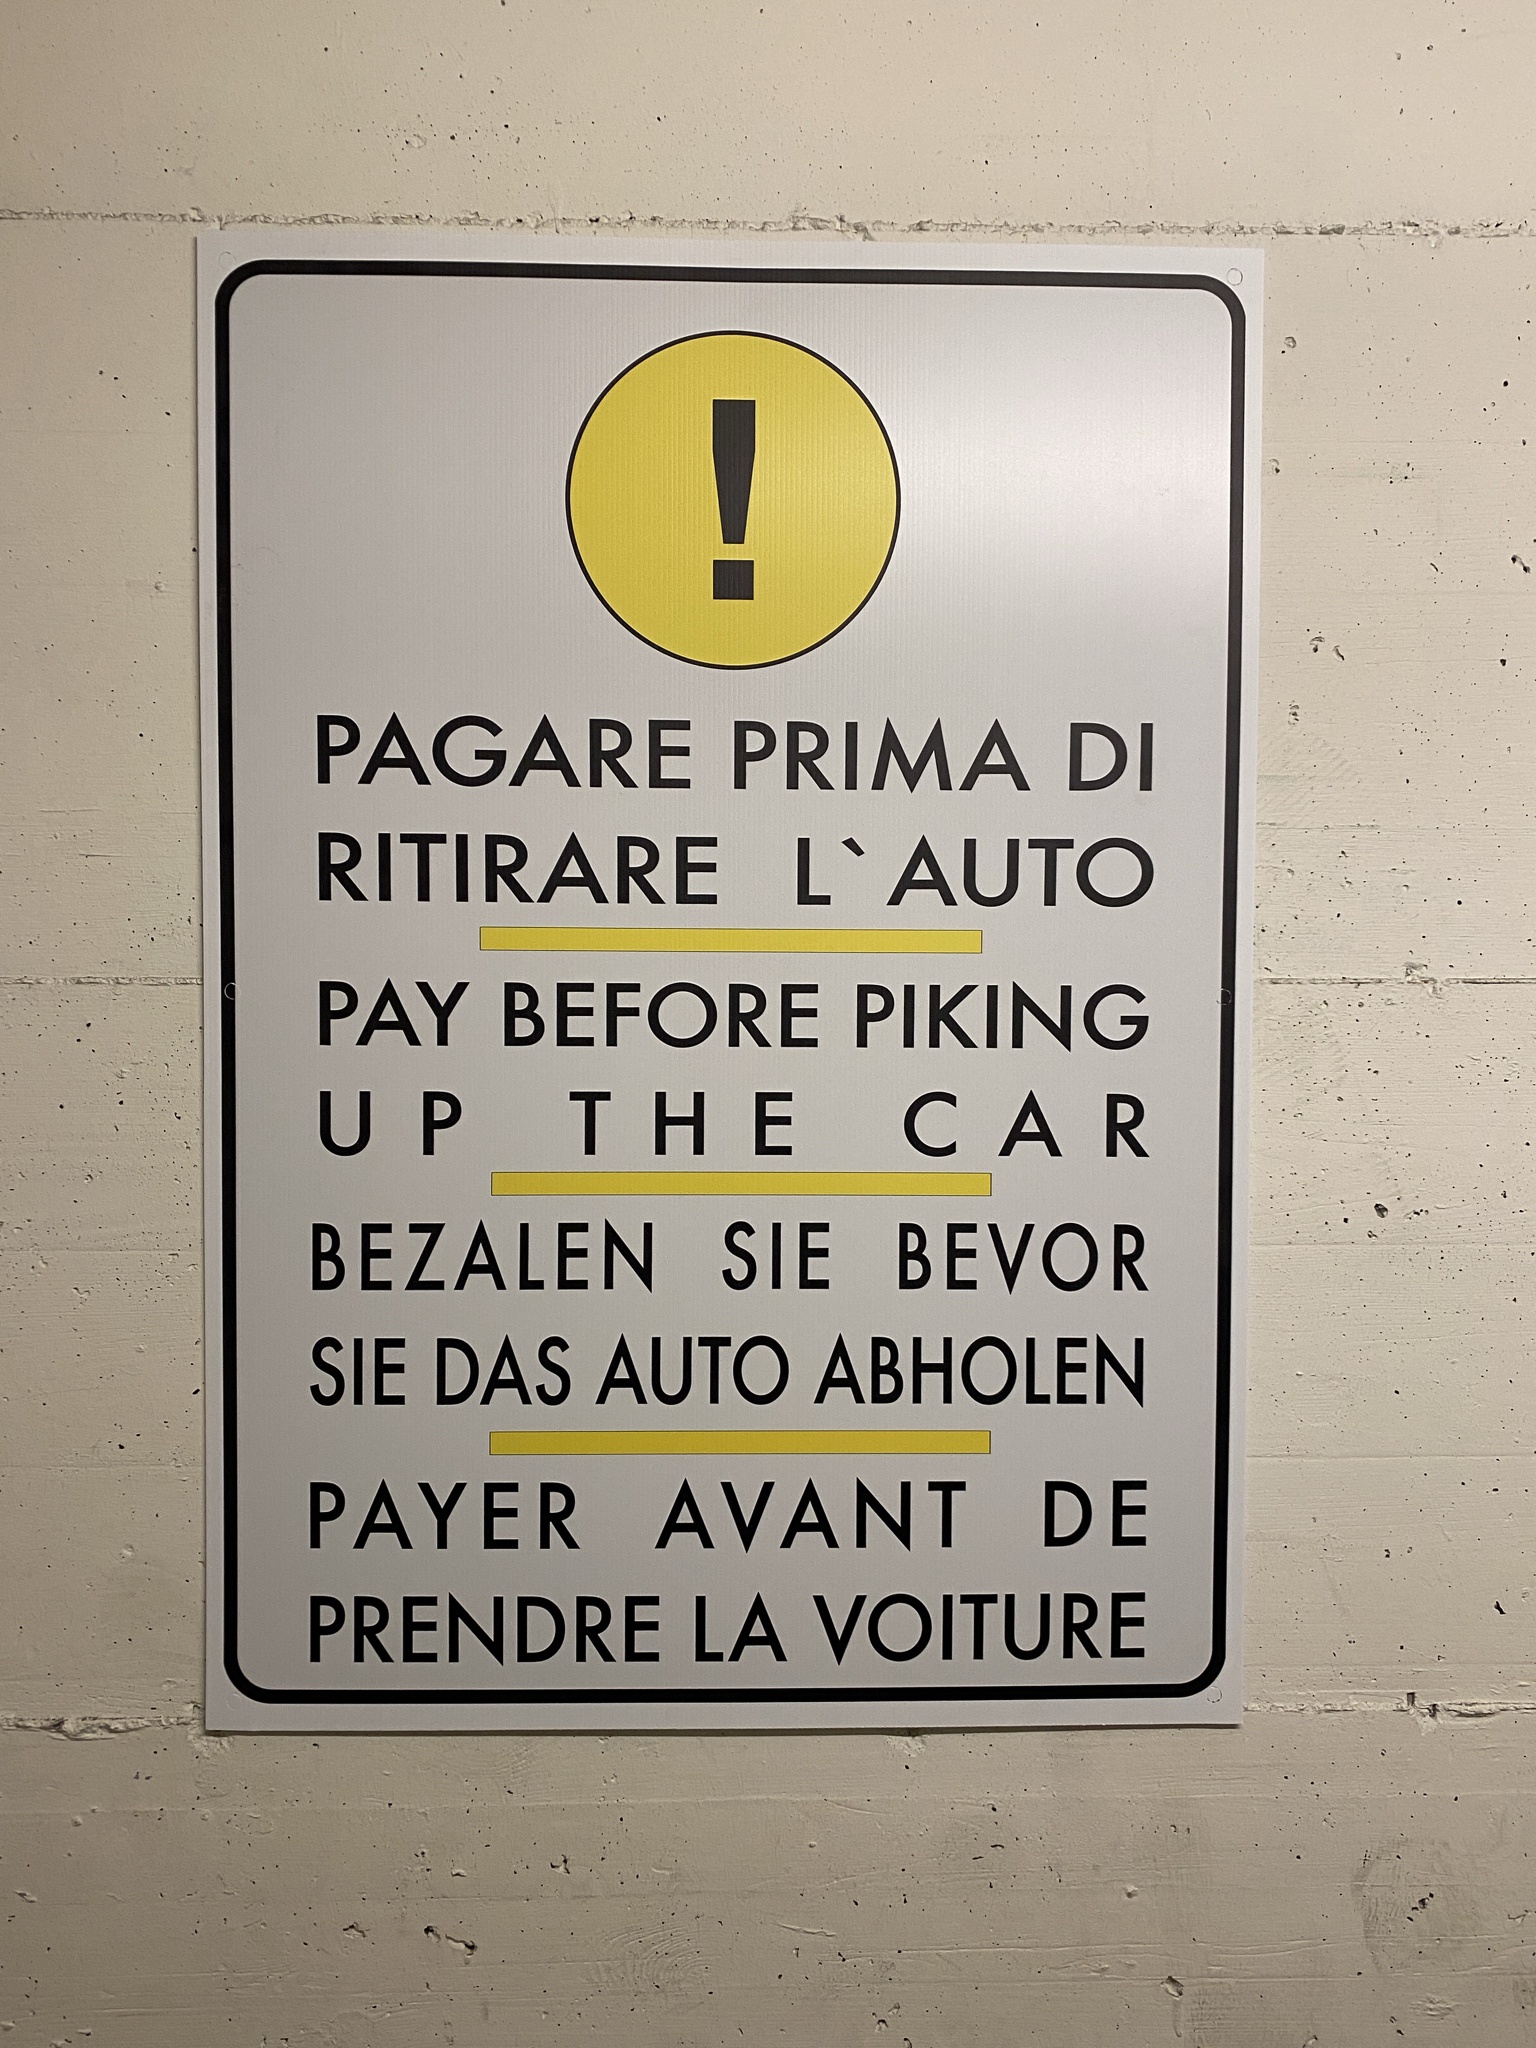 !
PAGARE PRIMA DI
RITIRARE L`AUTO
PAY BEFORE PIKING
UP THE CAR
BEZALEN SIE BEVOR
SIE DAS AUTO ABHOLEN
PAYER AVANT DE
PRENDRE LA VOITURE